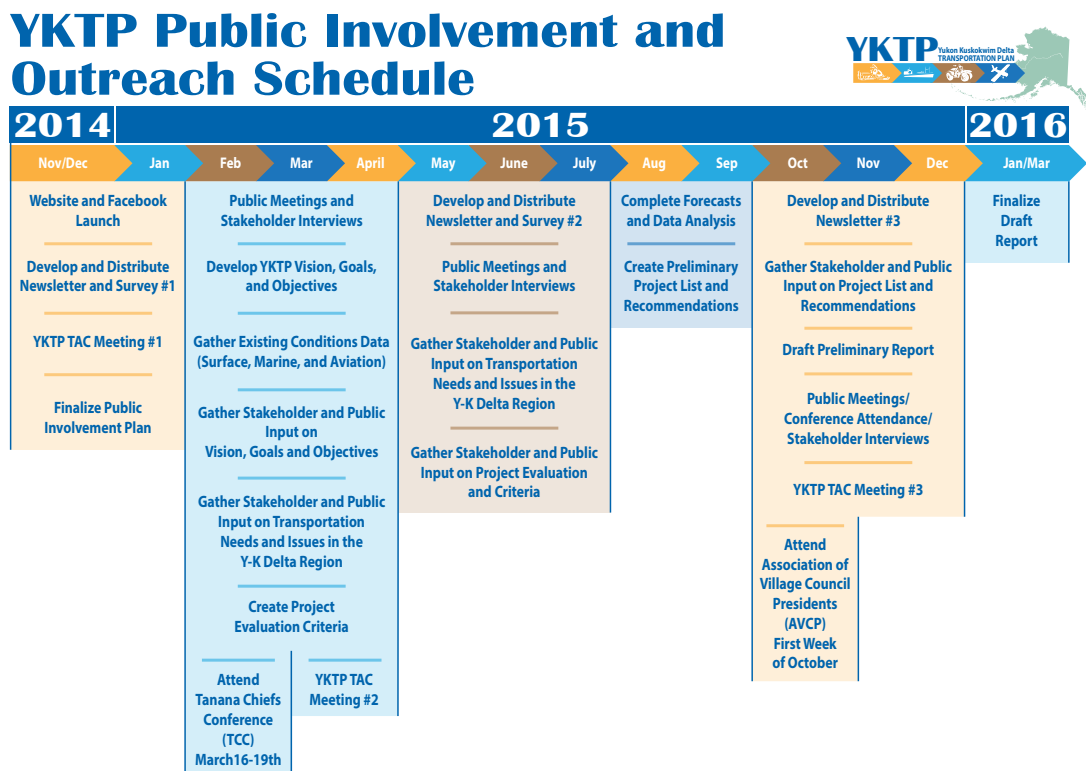 YKTP Public Involvement and
Outreach Schedule
YKTP
Yukon Kuskokwim Delta
TRANSPORTATION PLAN
2014
2015
2016
Nov/Dec
Jan
Feb
Mar
April
May
June
July
Aug
Sep
Oct
Nov
Dec
Jan/Mar
Website and Facebook
Launch
Develop and Distribute
Newsletter and Survey #1
YKTP TAC Meeting #1
Finalize Public
Involvement Plan
Public Meetings and
Stakeholder Interviews
Develop YKTP Vision, Goals,
and Objectives
Gather Existing Conditions Data
(Surface, Marine, and Aviation)
Gather Stakeholder and Public
Input on
Vision, Goals and Objectives
Gather Stakeholder and Public
Input on Transportation
Needs and Issues in the
Y-K Delta Region
Create Project
Evaluation Criteria
Attend
Tanana Chiefs
Conference
(TCC)
March16-19th
YKTP TAC
Meeting #2
Develop and Distribute
Newsletter and Survey #2
Public Meetings and
Stakeholder Interviews
Gather Stakeholder and Public
Input on Transportation
Needs and Issues in the
Y-K Delta Region
Gather Stakeholder and Public
Input on Project Evaluation
and Criteria
Complete Forecasts
and Data Analysis
Create Preliminary
Project List and
Recommendations
Develop and Distribute
Newsletter #3
Gather Stakeholder and Public
Input on Project List and
Recommendations
Draft Preliminary Report
Public Meetings/
Conference Attendance/
Stakeholder Interviews
YKTP TAC Meeting #3
Attend
Association of
Village Council
Presidents
(AVCP)
First Week
of October
Finalize
Draft
Report